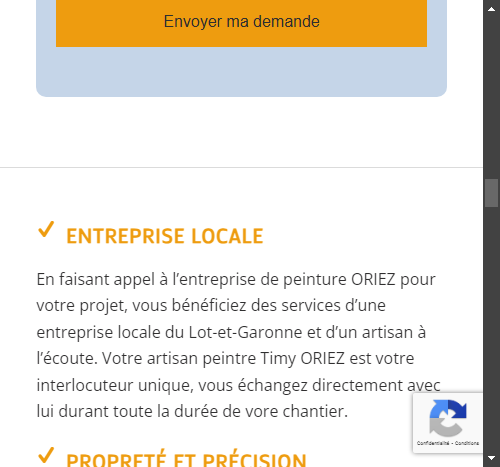 Envoyer ma demande
ENTREPRISE LOCALE
En faisant appel à l'entreprise de peinture ORIEZ pour
votre projet, vous bénéficiez des services d'une
entreprise locale du Lot-et-Garonne et d'un artisan à
l'écoute. Votre artisan peintre Timy ORIEZ est votre
interlocuteur unique, vous échangez directement avec
lui durant toute la durée de vore chantier.
Confidentialité - Conditions
PROPRETÉ ET PRÉCISION